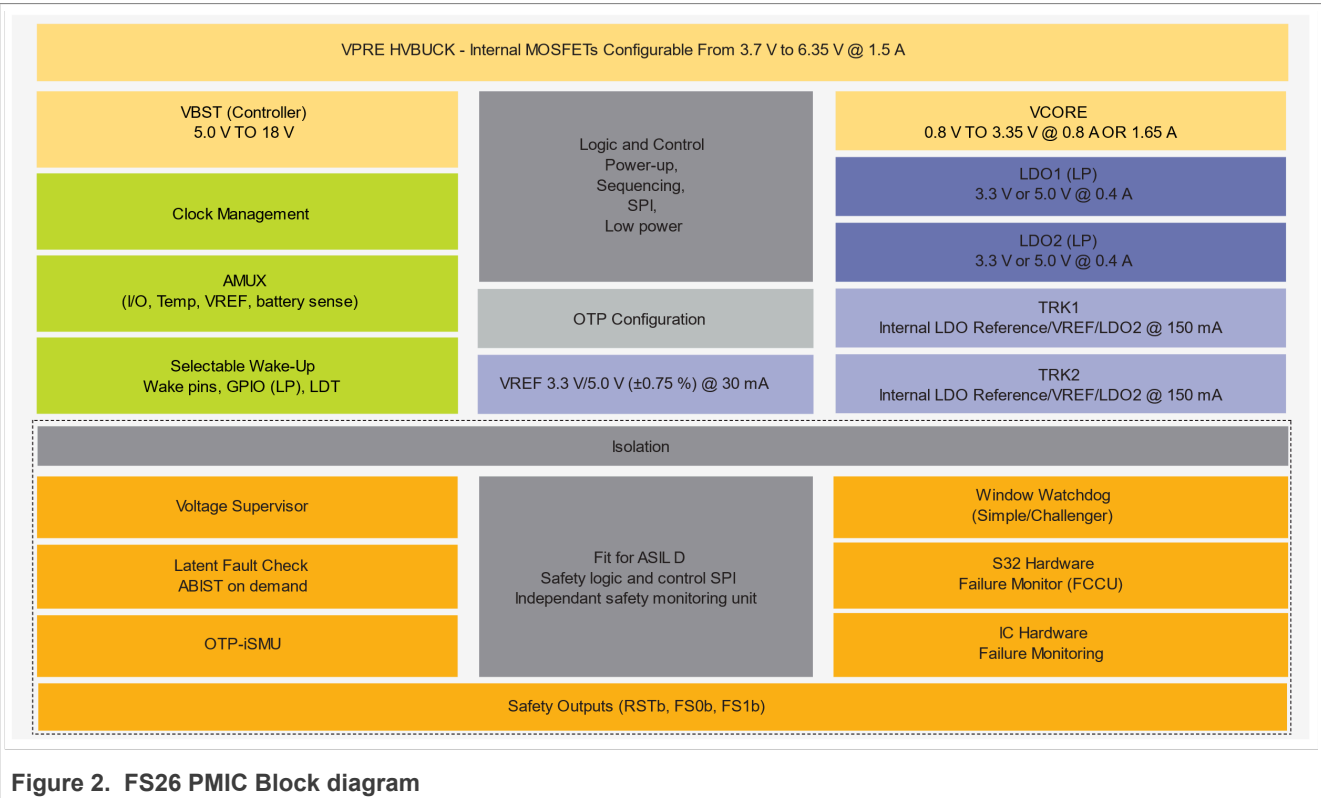 VPRE HVBUCK - Internal MOSFETs Configurable From 3.7 V to 6.35 V @ 1.5 A
VBST (Controller)
5.0 V TO 18 V
Clock Management
AMUX
(I/O, Temp, VREF, battery sense)
Selectable Wake-Up
Wake pins, GPIO (LP), LDT
Logic and Control
Power-up,
Sequencing,
SPI,
Low power
OTP Configuration
VREF 3.3 V/5.0 V (±0.75 %) @ 30 mA
VCORE
0.8 V TO 3.35 V @ 0.8 A OR 1.65 A
LDO1 (LP)
3.3 V or 5.0 V @ 0.4 A
LDO2 (LP)
3.3 V or 5.0 V @ 0.4 A
TRK1
Internal LDO Reference/VREF/LDO2 @ 150 mA
TRK2
Internal LDO Reference/VREF/LDO2 @ 150 mA
Isolation
Voltage Supervisor
Latent Fault Check
ABIST on demand
OTP-iSMU
Fit for ASIL D
Safety logic and control SPI
Independant safety monitoring unit
Window Watchdog
(Simple/Challenger)
S32 Hardware
Failure Monitor (FCCU)
IC Hardware
Failure Monitoring
Safety Outputs (RSTb, FS0b, FS1b)
Figure 2. FS26 PMIC Block diagram